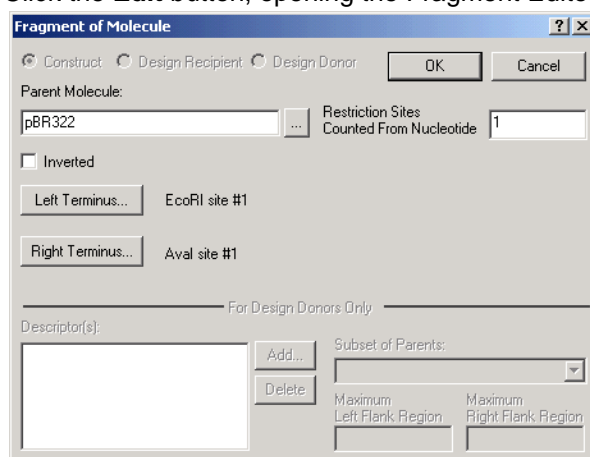 Click the Edit button, opening the Fragment Edito
Fragment of Molecule
Construct Design Recipient Design Donor OK Cancel
Parent Molecule:
pBR322 ... Restriction Sites
Counted From Nucleotide 1
Inverted
Left Terminus... EcoRI site #1
Right Terminus... AvaI site #1
For Design Donors Only
Descriptor(s):
Add... Subset of Parents:
Delete
Maximum Maximum
Left Flank Region Right Flank Region